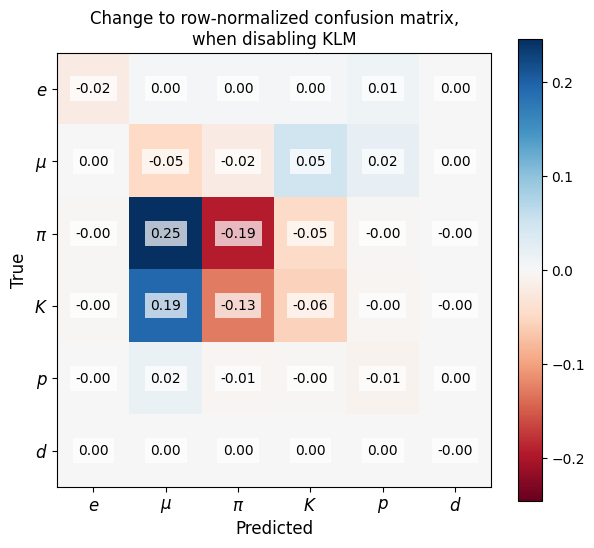 Change to row-normalized confusion matrix,
when disabling KLM
e -0.02 0.00 0.00 0.00 0.01 0.00
μ 0.00 -0.05 -0.02 0.05 0.02 0.00
π -0.00 0.25 -0.19 -0.05 -0.00 -0.00
K -0.00 0.19 -0.13 -0.06 -0.00 -0.00
p -0.00 0.02 -0.01 -0.00 -0.01 0.00
d 0.00 0.00 0.00 0.00 0.00 -0.00
e μ π K p d
Predicted
True
0.2
0.1
0.0
−0.1
−0.2